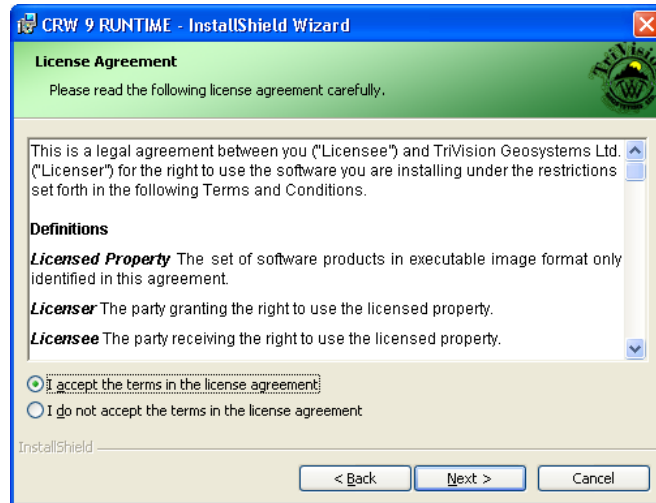 CRW 9 RUNTIME - InstallShield Wizard
License Agreement
Please read the following license agreement carefully.
TriVision
This is a legal agreement between you ("Licensee") and TriVision Geosystems Ltd.
("Licenser") for the right to use the software you are installing under the restrictions
set forth in the following Terms and Conditions.
Definitions
Licensed Property The set of software products in executable image format only
identified in this agreement.
Licenser The party granting the right to use the licensed property.
Licensee The party receiving the right to use the licensed property.
I accept the terms in the license agreement
I do not accept the terms in the license agreement
InstallShield
< Back
Next >
Cancel